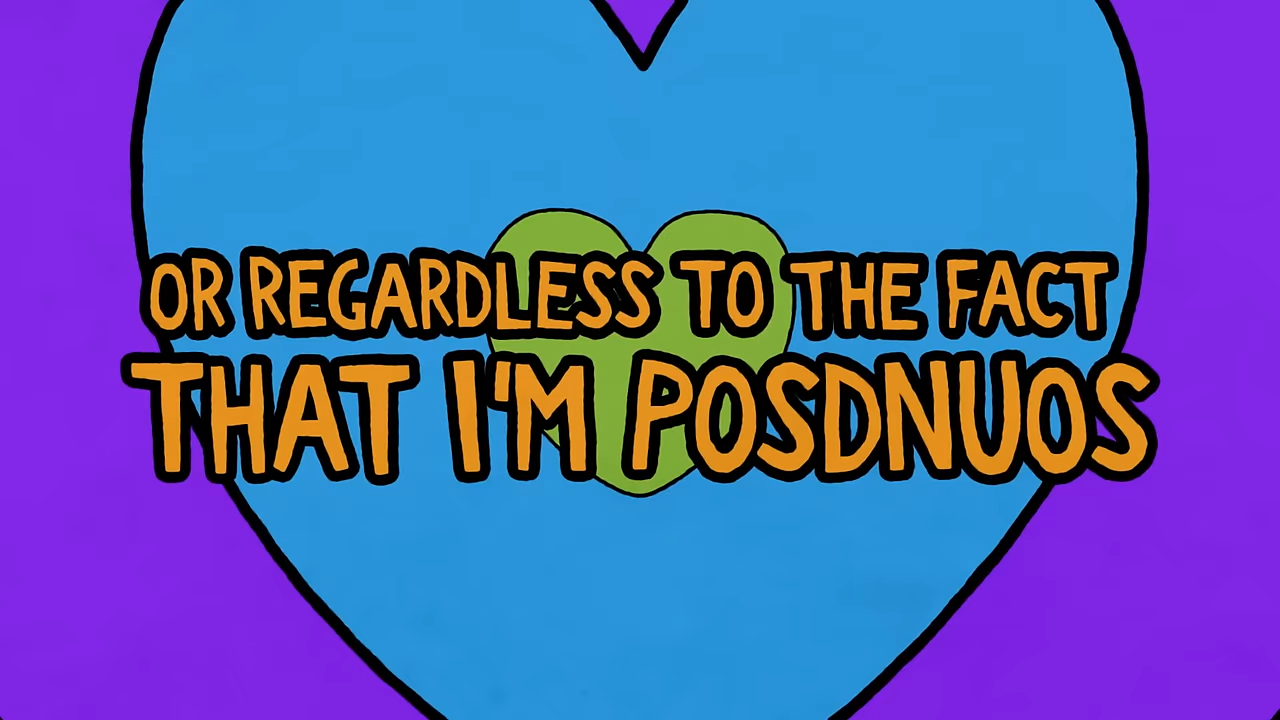 OR REGARDLESS TO THE FACT
THAT I'M POSDNUOS